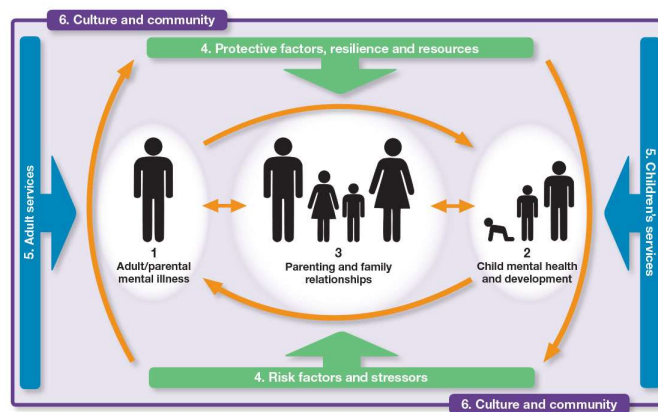 6. Culture and community
4. Protective factors, resilience and resources
5. Adult services
5. Children's services
1
Adult/parental
mental illness
3
Parenting and family
relationships
2
Child mental health
and development
4. Risk factors and stressors
6. Culture and community